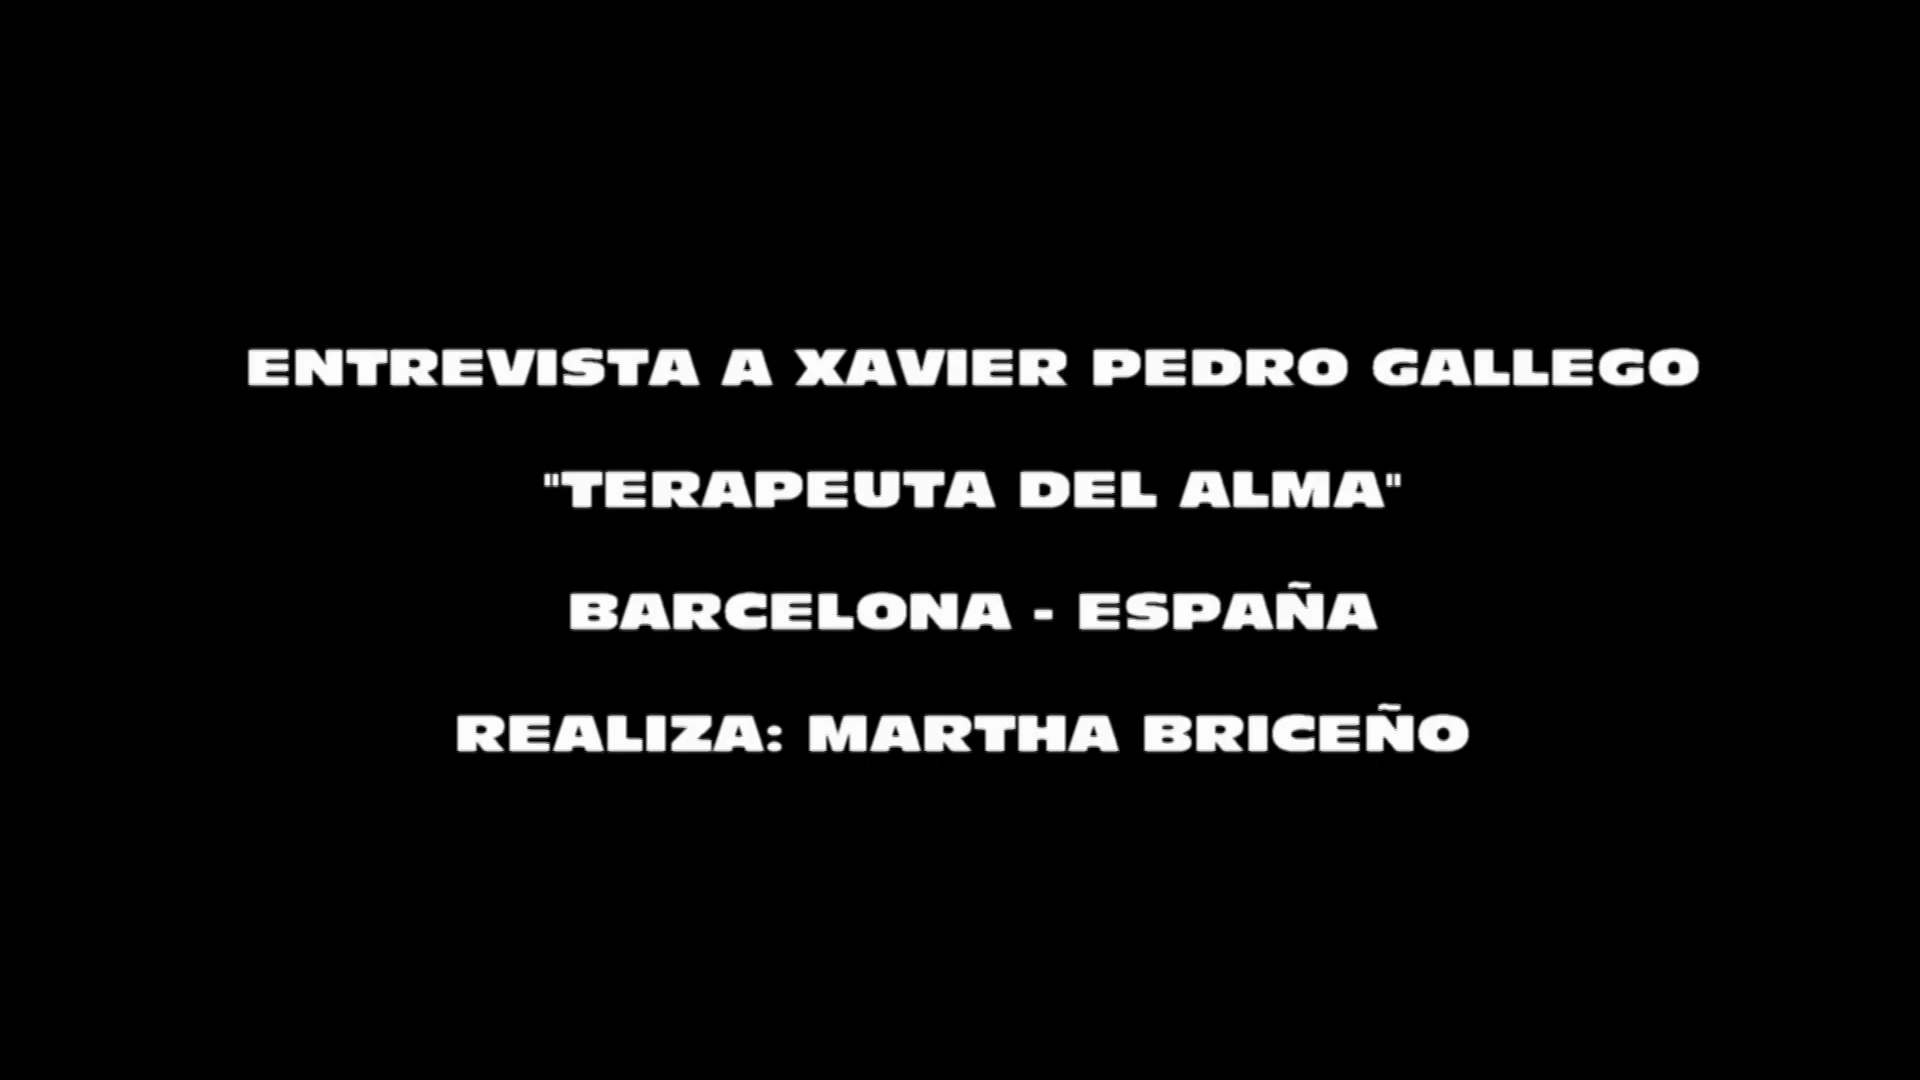 ENTREVISTA A XAVIER PEDRO GALLEGO
"TERAPEUTA DEL ALMA"
BARCELONA - ESPAÑA
REALIZA: MARTHA BRICEÑO